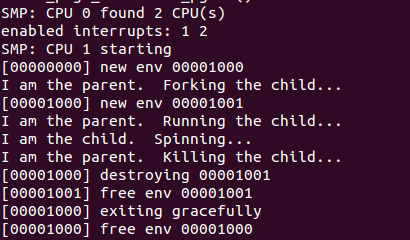 SMP: CPU 0 found 2 CPU(s)
enabled interrupts: 1 2
SMP: CPU 1 starting
[00000000] new env 00001000
I am the parent.  Forking the child...
[00001000] new env 00001001
I am the parent.  Running the child...
I am the child.  Spinning...
I am the parent.  Killing the child...
[00001000] destroying 00001001
[00001001] free env 00001001
[00001000] exiting gracefully
[00001000] free env 00001000